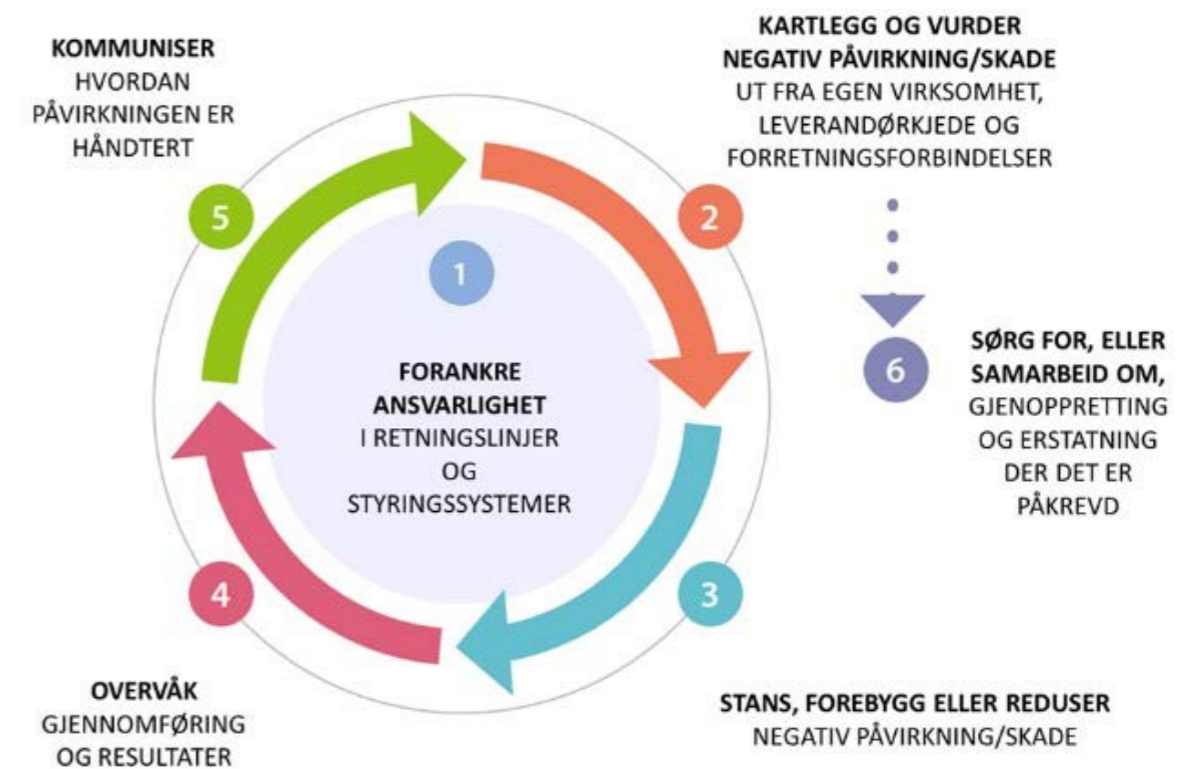 1
FORANKRE
ANSVARLIGHET
I RETNINGSLINJER
OG
STYRINGSSYSTEMER
2
KARTLEGG OG VURDER
NEGATIV PÅVIRKNING/SKADE
UT FRA EGEN VIRKSOMHET,
LEVERANDØRKJEDE OG
FORRETNINGSFORBINDELSER
3
STANS, FOREBYGG ELLER REDUSER
NEGATIV PÅVIRKNING/SKADE
4
OVERVÅK
GJENNOMFØRING
OG RESULTATER
5
KOMMUNISER
HVORDAN
PÅVIRKNINGEN ER
HÅNDTERT
6
SØRG FOR, ELLER
SAMARBEID OM,
GJENOPPRETTING
OG ERSTATNING
DER DET ER
PÅKREVD